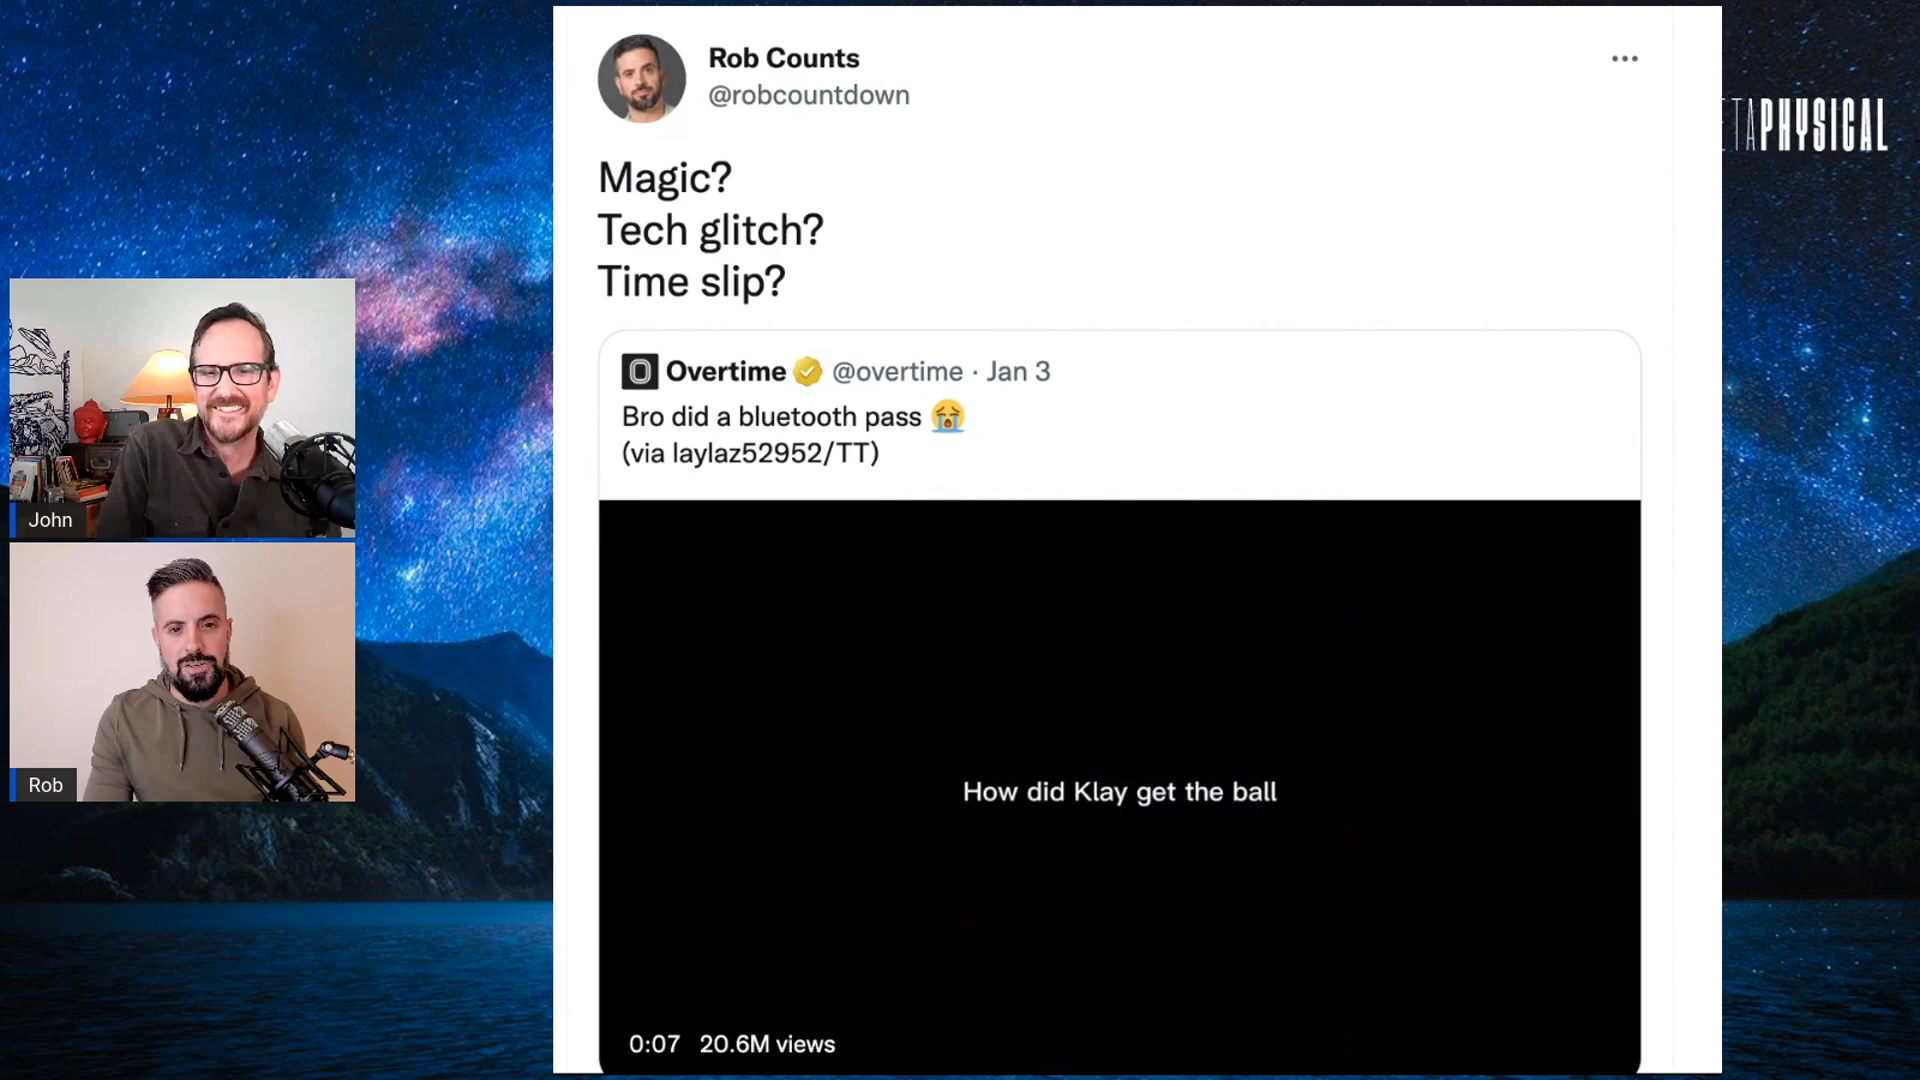 Rob Counts
@robcountdown
TAPHYSICAL
Magic?
Tech glitch?
Time slip?
Overtime @overtime · Jan 3
Bro did a bluetooth pass 😭
(via laylaz52952/TT)
John
Rob
How did Klay get the ball
0:07 20.6M views